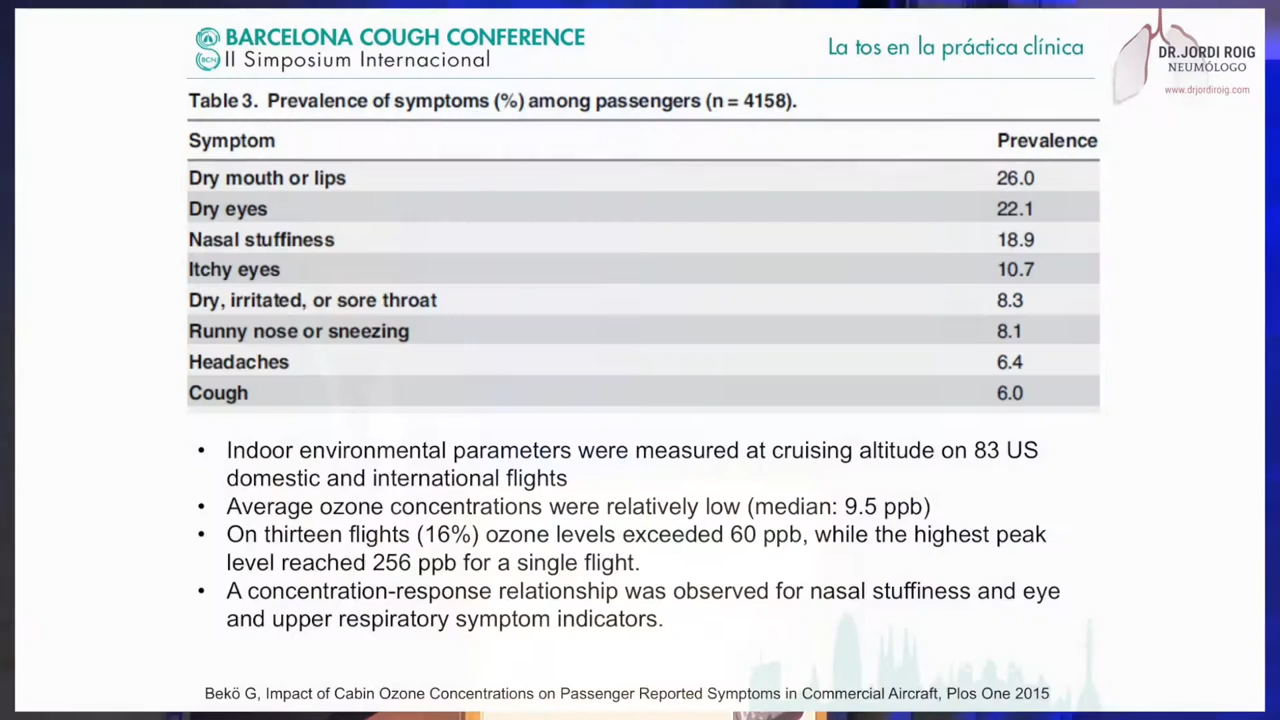 BARCELONA COUGH CONFERENCE
BCN
II Simposium Internacional
La tos en la práctica clínica
DR.JORDI ROIG
NEUMÓLOGO
www.drjordiroig.com
Table 3. Prevalence of symptoms (%) among passengers (n = 4158).
Symptom Prevalence
Dry mouth or lips 26.0
Dry eyes 22.1
Nasal stuffiness 18.9
Itchy eyes 10.7
Dry, irritated, or sore throat 8.3
Runny nose or sneezing 8.1
Headaches 6.4
Cough 6.0
• Indoor environmental parameters were measured at cruising altitude on 83 US
domestic and international flights
• Average ozone concentrations were relatively low (median: 9.5 ppb)
• On thirteen flights (16%) ozone levels exceeded 60 ppb, while the highest peak
level reached 256 ppb for a single flight.
• A concentration-response relationship was observed for nasal stuffiness and eye
and upper respiratory symptom indicators.
Bekö G, Impact of Cabin Ozone Concentrations on Passenger Reported Symptoms in Commercial Aircraft, Plos One 2015